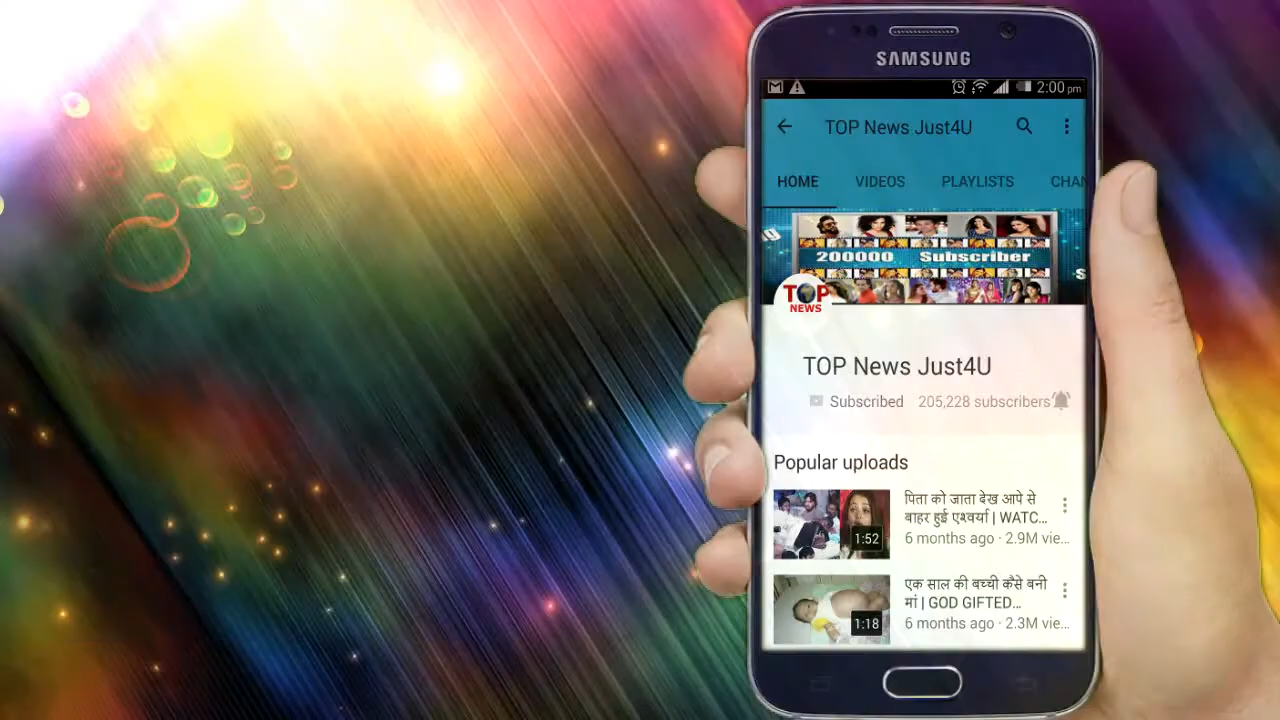 SAMSUNG
2:00 pm
TOP News Just4U
HOME VIDEOS PLAYLISTS CHAN
200000 Subscriber
TOP
NEWS
TOP News Just4U
Subscribed 205,228 subscribers
Popular uploads
पिता को जाता देख आपे से
बाहर हुई एश्वर्या | WATC...
1:52
6 months ago · 2.9M vie...
एक साल की बच्ची कैसे बनी
मां | GOD GIFTED...
1:18
6 months ago · 2.3M vie...